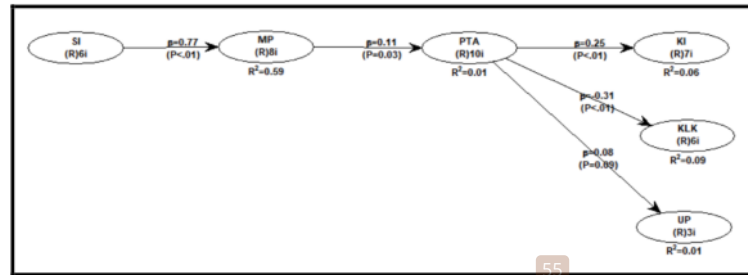 SI
(R)6i
p=0.77
(P<.01)
MP
(R)8i
R²=0.59
p=0.11
(P=0.03)
PTA
(R)10i
R²=0.01
p=0.25
(P<.01)
KI
(R)7i
R²=0.06
p=-0.31
(P<.01)
KLK
(R)6i
R²=0.09
p=0.08
(P=0.09)
UP
(R)3i
R²=0.01
55